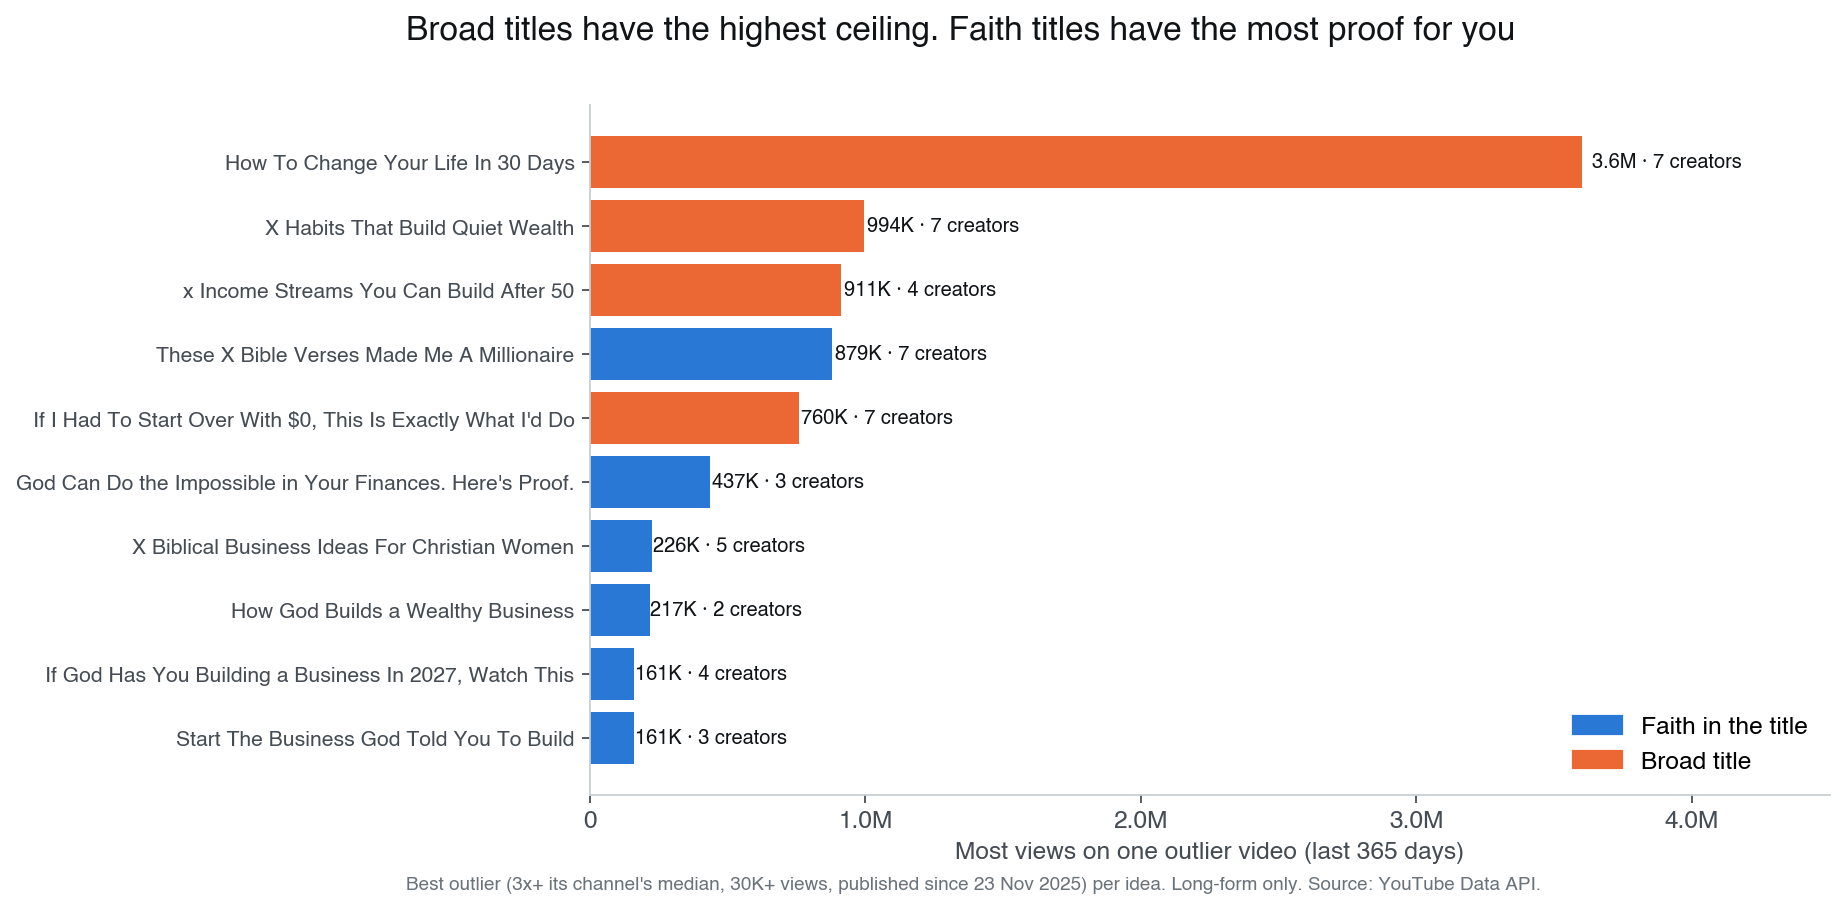 Broad titles have the highest ceiling. Faith titles have the most proof for you
How To Change Your Life In 30 Days
3.6M · 7 creators
X Habits That Build Quiet Wealth
994K · 7 creators
x Income Streams You Can Build After 50
911K · 4 creators
These X Bible Verses Made Me A Millionaire
879K · 7 creators
If I Had To Start Over With $0, This Is Exactly What I'd Do
760K · 7 creators
God Can Do the Impossible in Your Finances. Here's Proof.
437K · 3 creators
X Biblical Business Ideas For Christian Women
226K · 5 creators
How God Builds a Wealthy Business
217K · 2 creators
If God Has You Building a Business In 2027, Watch This
161K · 4 creators
Start The Business God Told You To Build
161K · 3 creators
Faith in the title
Broad title
0
1.0M
2.0M
3.0M
4.0M
Most views on one outlier video (last 365 days)
Best outlier (3x+ its channel's median, 30K+ views, published since 23 Nov 2025) per idea. Long-form only. Source: YouTube Data API.